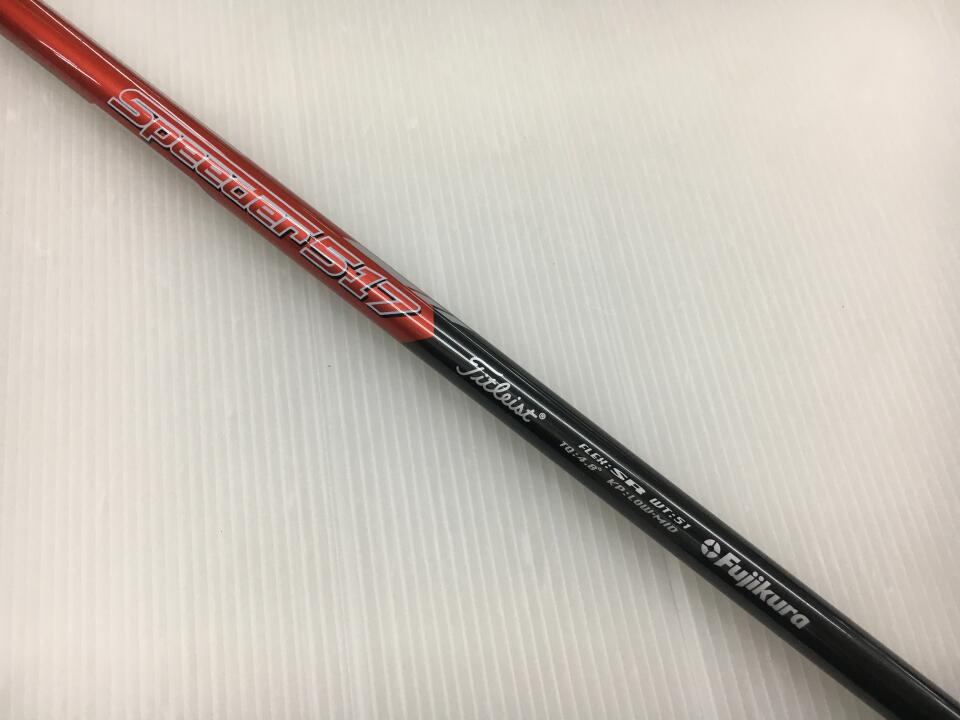 Speeder 517
Titleist®
FLEX:SR WT:51
TQ:4.8° KP:LOW-MID
Fujikura